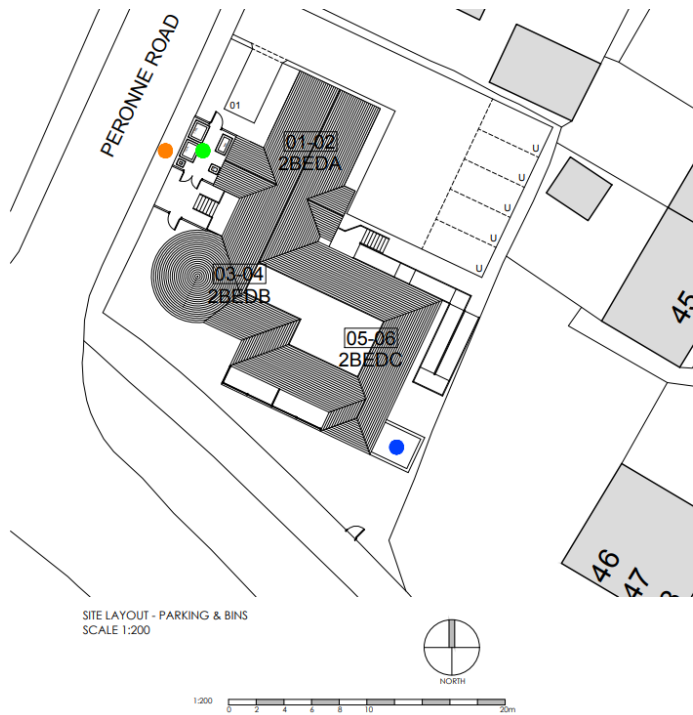 PERONNE ROAD
01
01-02
2BEDA
U
U
U
U
U
03-04
2BEDB
05-06
2BEDC
45
46
47
SITE LAYOUT - PARKING & BINS
SCALE 1:200
NORTH
1:200
0 2 4 6 8 10 20m